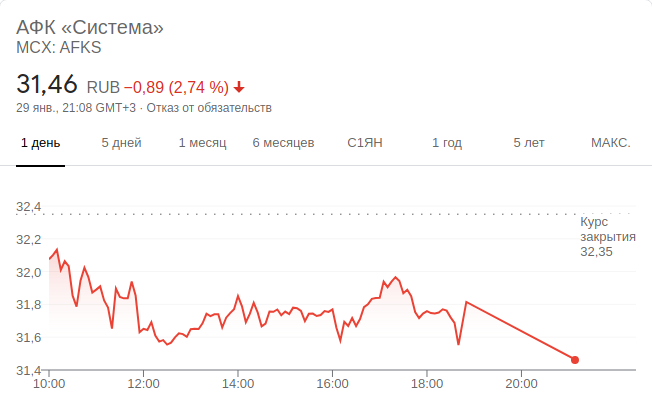 АФК «Система»
MCX: AFKS
31,46 RUB −0,89 (2,74 %)
29 янв., 21:08 GMT+3 · Отказ от обязательств
1 день 5 дней 1 месяц 6 месяцев С1ЯН 1 год 5 лет МАКС.
32,4
Курс
закрытия
32,35
32,2
32,0
31,8
31,6
31,4
10:00 12:00 14:00 16:00 18:00 20:00